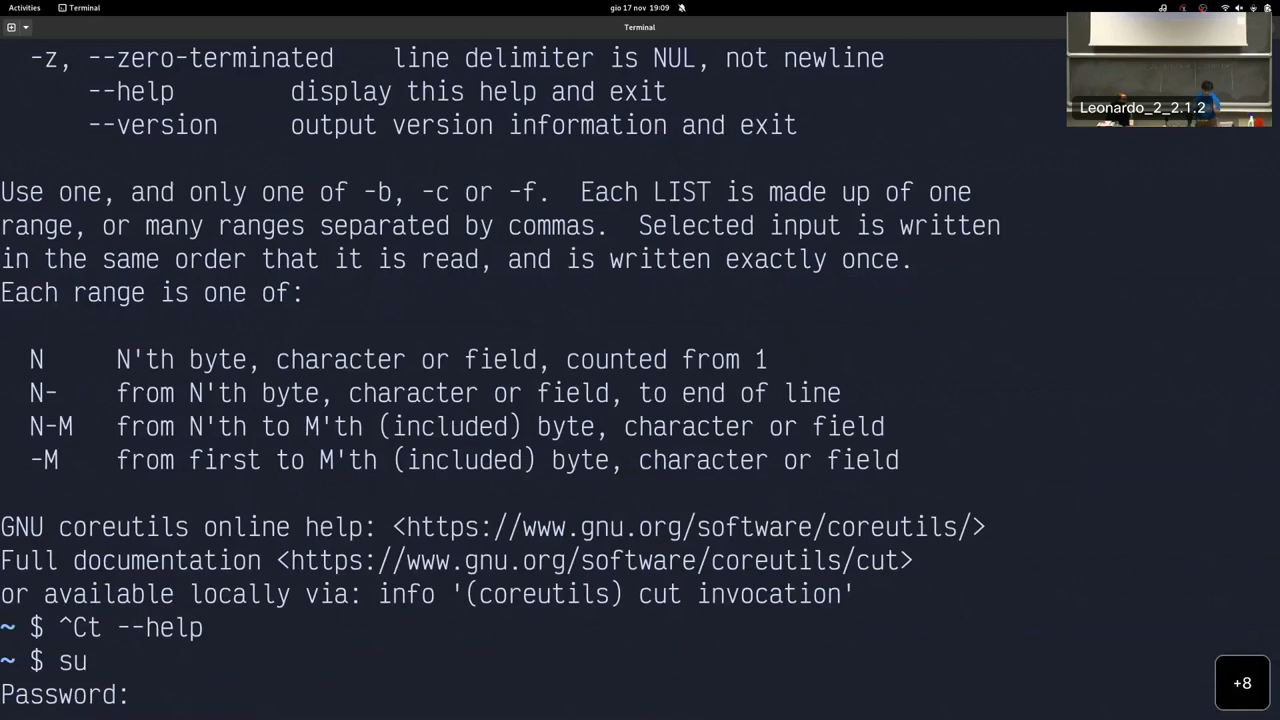 Activities
Terminal
gio 17 nov 19:09
Terminal
-z, --zero-terminated    line delimiter is NUL, not newline
--help        display this help and exit
--version     output version information and exit
Use one, and only one of -b, -c or -f.  Each LIST is made up of one
range, or many ranges separated by commas.  Selected input is written
in the same order that it is read, and is written exactly once.
Each range is one of:
N     N'th byte, character or field, counted from 1
N-    from N'th byte, character or field, to end of line
N-M   from N'th to M'th (included) byte, character or field
-M    from first to M'th (included) byte, character or field
GNU coreutils online help: <https://www.gnu.org/software/coreutils/>
Full documentation <https://www.gnu.org/software/coreutils/cut>
or available locally via: info '(coreutils) cut invocation'
~ $ ^Ct --help
~ $ su
Password:
Leonardo_2_2.1.2
+8